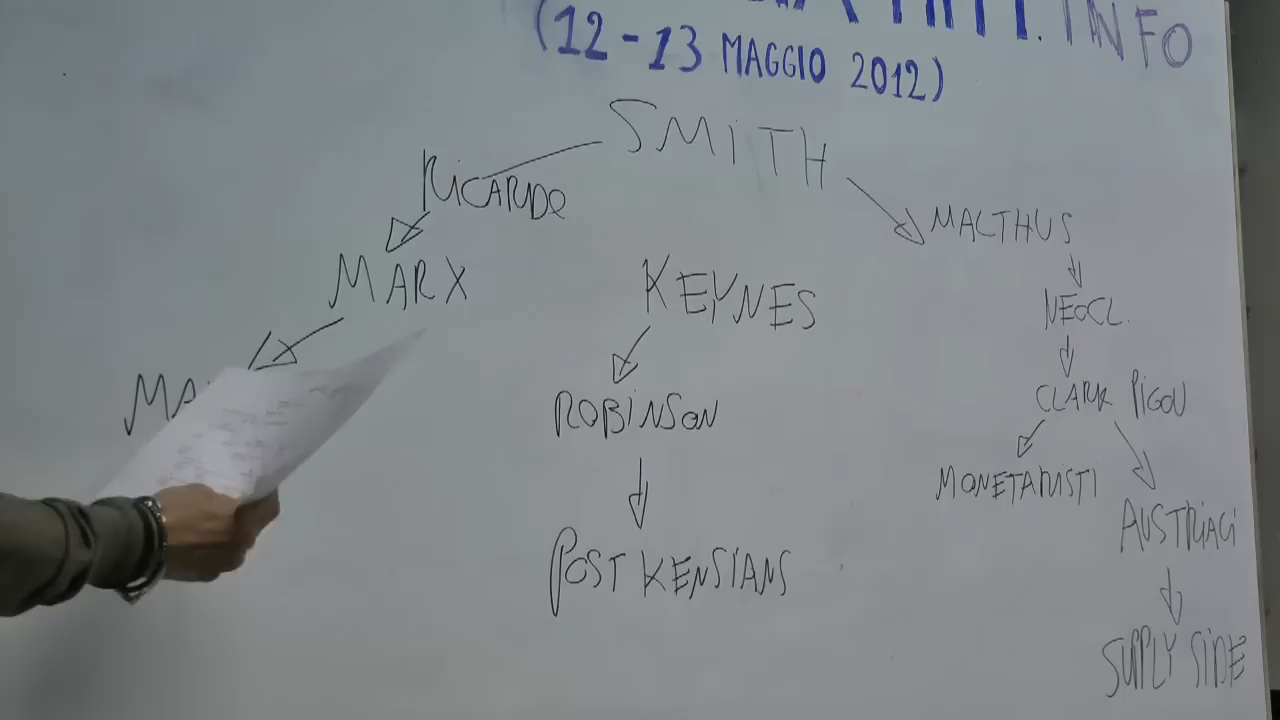 INFO
(12-13 MAGGIO 2012)
SMITH
RICARDO
MALTHUS
MARX
KEYNES
NEOCL.
ROBINSON
CLARK PIGOU
MONETARISTI
AUSTRIACI
POST KENSIANS
SUPPLY SIDE